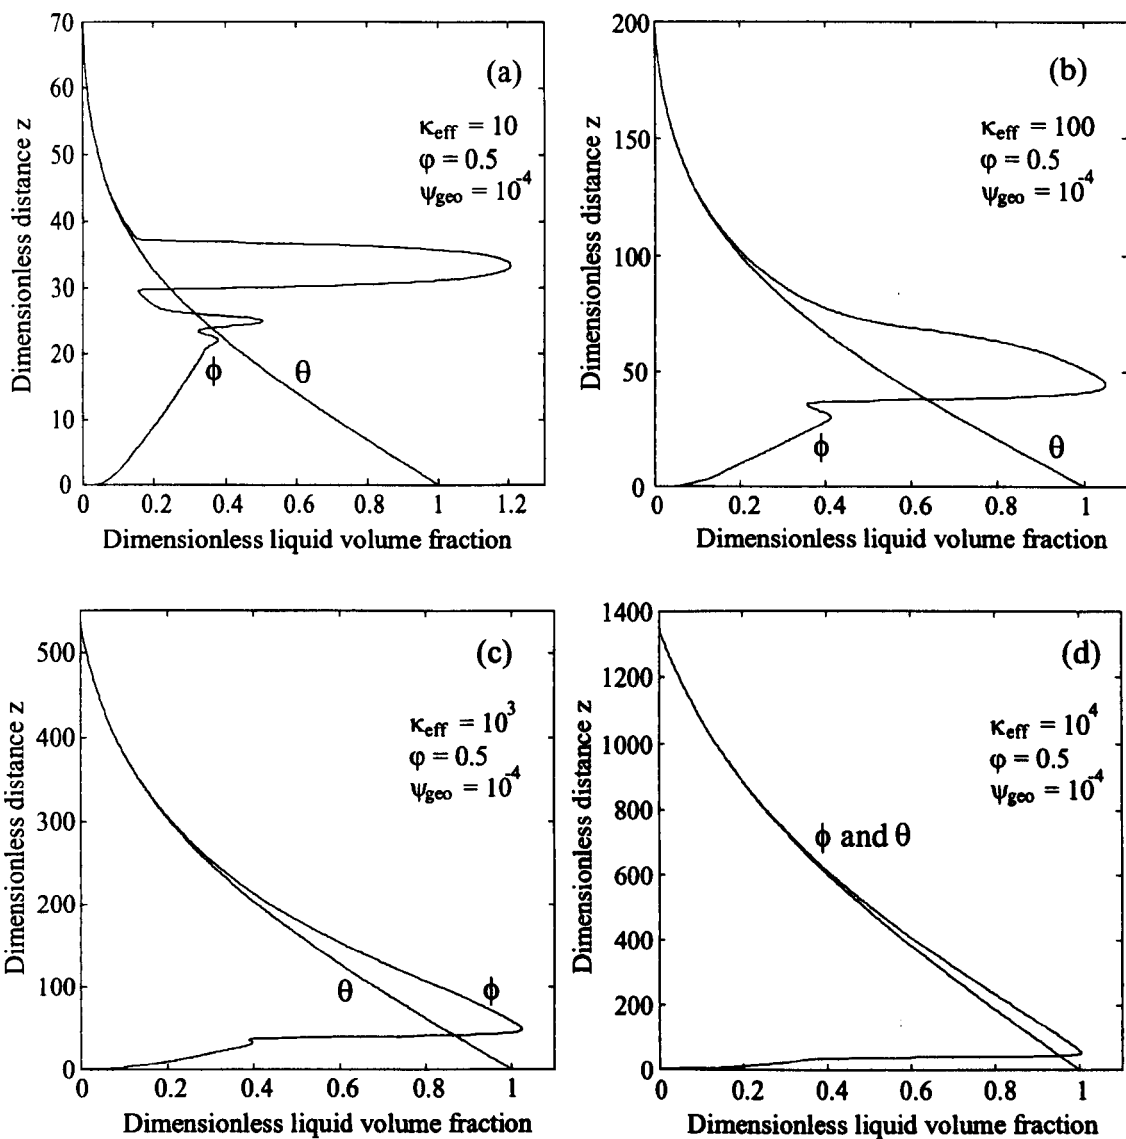 (a)
κeff = 10
φ = 0.5
ψgeo = 10-4
70
60
50
40
30
20
10
0
Dimensionless distance z
ϕ
θ
0
0.2
0.4
0.6
0.8
1
1.2
Dimensionless liquid volume fraction
(b)
κeff = 100
φ = 0.5
ψgeo = 10-4
200
150
100
50
0
Dimensionless distance z
ϕ
θ
0
0.2
0.4
0.6
0.8
1
Dimensionless liquid volume fraction
(c)
κeff = 103
φ = 0.5
ψgeo = 10-4
500
400
300
200
100
0
Dimensionless distance z
θ
ϕ
0
0.2
0.4
0.6
0.8
1
Dimensionless liquid volume fraction
(d)
κeff = 104
φ = 0.5
ψgeo = 10-4
1400
1200
1000
800
600
400
200
0
Dimensionless distance z
ϕ and θ
0
0.2
0.4
0.6
0.8
1
Dimensionless liquid volume fraction